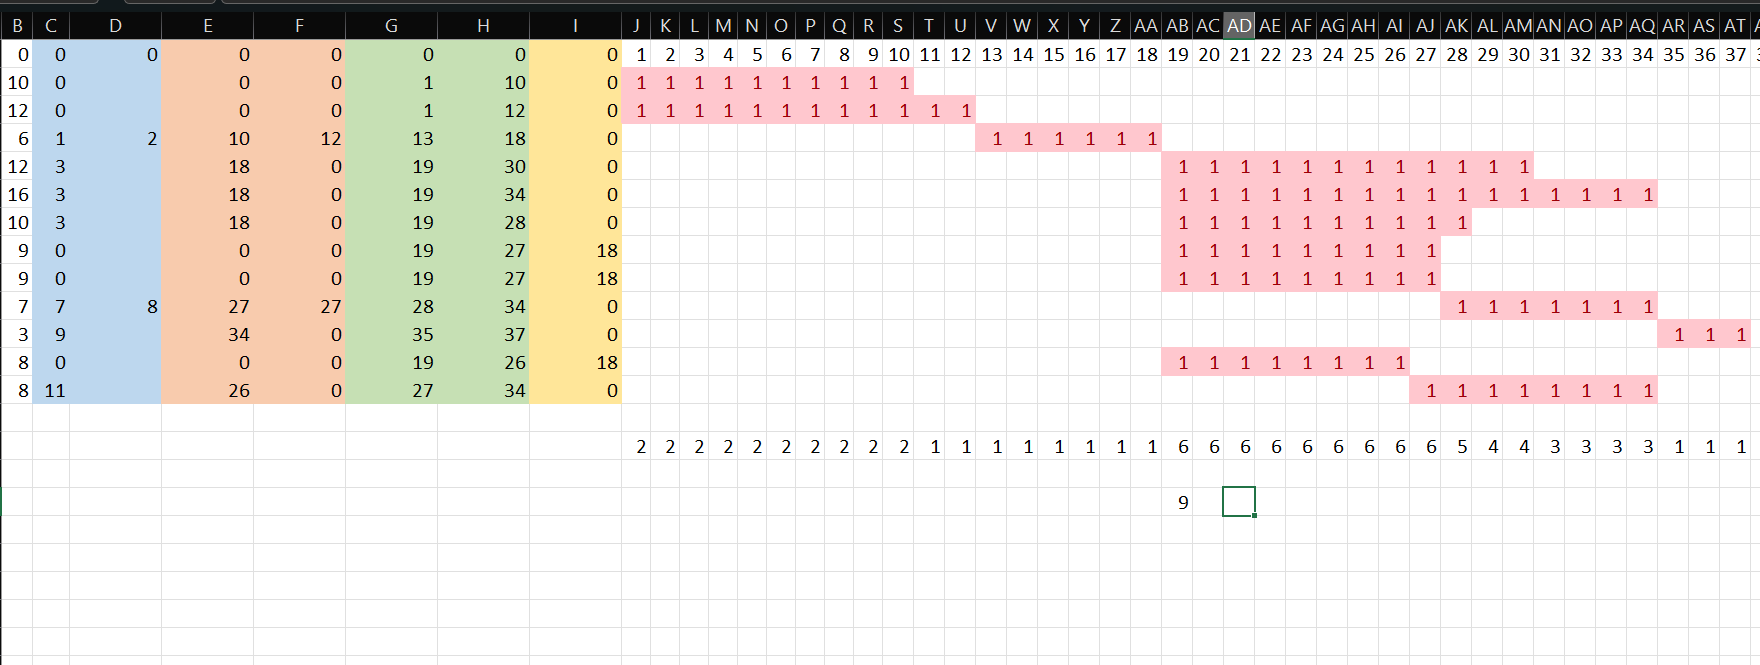 B C D E F G H I J K L M N O P Q R S T U V W X Y Z AA AB AC AD AE AF AG AH AI AJ AK AL AM AN AO AP AQ AR AS AT
0 0 0 0 0 0 0 0 1 2 3 4 5 6 7 8 9 10 11 12 13 14 15 16 17 18 19 20 21 22 23 24 25 26 27 28 29 30 31 32 33 34 35 36 37
10 0 0 0 1 10 0 1 1 1 1 1 1 1 1 1 1
12 0 0 0 1 12 0 1 1 1 1 1 1 1 1 1 1 1 1
6 1 2 10 12 13 18 0 1 1 1 1 1 1
12 3 18 0 19 30 0 1 1 1 1 1 1 1 1 1 1 1 1
16 3 18 0 19 34 0 1 1 1 1 1 1 1 1 1 1 1 1 1 1 1 1
10 3 18 0 19 28 0 1 1 1 1 1 1 1 1 1 1
9 0 0 0 19 27 18 1 1 1 1 1 1 1 1 1
9 0 0 0 19 27 18 1 1 1 1 1 1 1 1 1
7 7 8 27 27 28 34 0 1 1 1 1 1 1 1
3 9 34 0 35 37 0 1 1 1
8 0 0 0 19 26 18 1 1 1 1 1 1 1 1
8 11 26 0 27 34 0 1 1 1 1 1 1 1 1
2 2 2 2 2 2 2 2 2 2 1 1 1 1 1 1 1 1 6 6 6 6 6 6 6 6 6 5 4 4 3 3 3 3 1 1 1
9